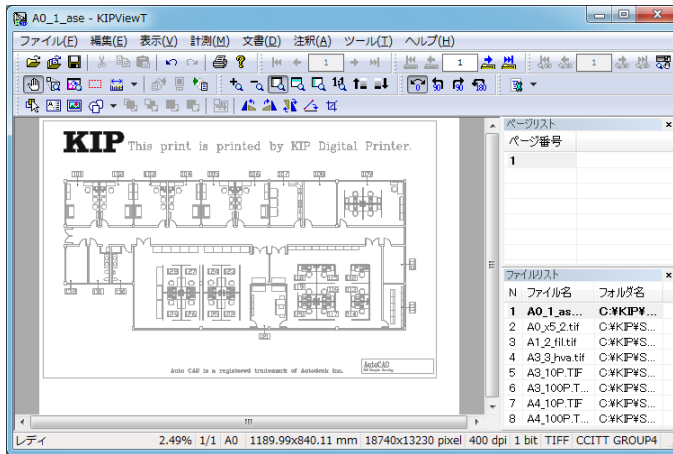 A0_1_ase - KIPViewT
ファイル(F) 編集(E) 表示(V) 計測(M) 文書(D) 注釈(A) ツール(I) ヘルプ(H)
1 1 1
ページリスト
ページ番号
1
KIP This print is printed by KIP Digital Printer.
Auto CAD is a registered trademark of Autodesk Inc.
AutoCAD
ファイルリスト
N ファイル名 フォルダ名
1 A0_1_as... C:¥KIP¥...
2 A0_x5_2.tif C:¥KIP¥S...
3 A1_2_fil.tif C:¥KIP¥S...
4 A3_3_hva.tif C:¥KIP¥S...
5 A3_10P.TIF C:¥KIP¥S...
6 A3_100P.T... C:¥KIP¥S...
7 A4_10P.TIF C:¥KIP¥S...
8 A4_100P.T... C:¥KIP¥S...
レディ 2.49% 1/1 A0 1189.99x840.11 mm 18740x13230 pixel 400 dpi 1 bit TIFF CCITT GROUP4